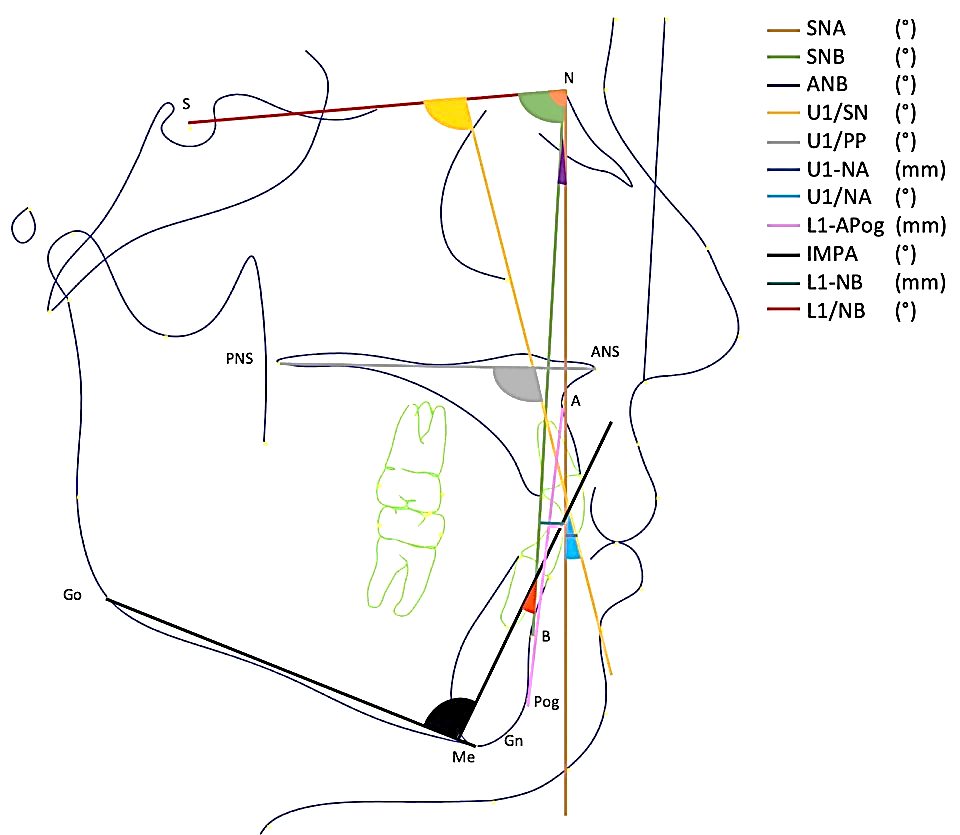 SNA (°)
SNB (°)
ANB (°)
U1/SN (°)
U1/PP (°)
U1-NA (mm)
U1/NA (°)
L1-APog (mm)
IMPA (°)
L1-NB (mm)
L1/NB (°)
N
S
PNS
ANS
A
Go
B
Pog
Gn
Me